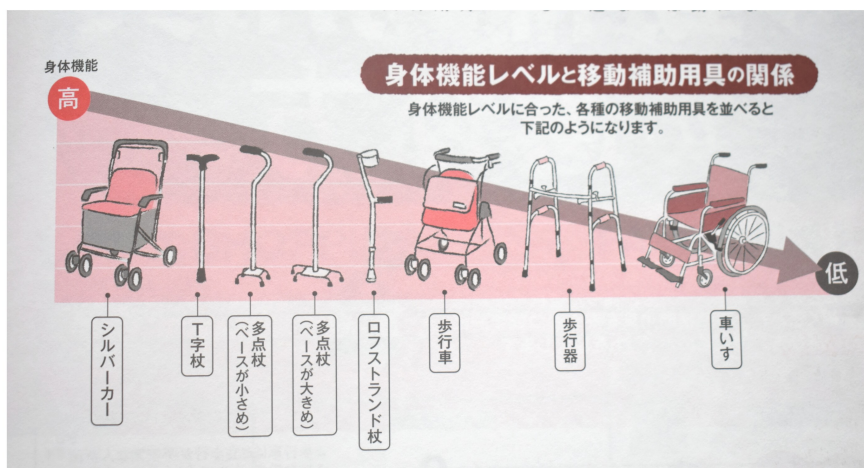 身体機能
高
身体機能レベルと移動補助用具の関係
身体機能レベルに合った、各種の移動補助用具を並べると
下記のようになります。
低
シルバーカー
T字杖
多点杖
(ベースが小さめ)
多点杖
(ベースが大きめ)
ロフストランド杖
歩行車
歩行器
車いす